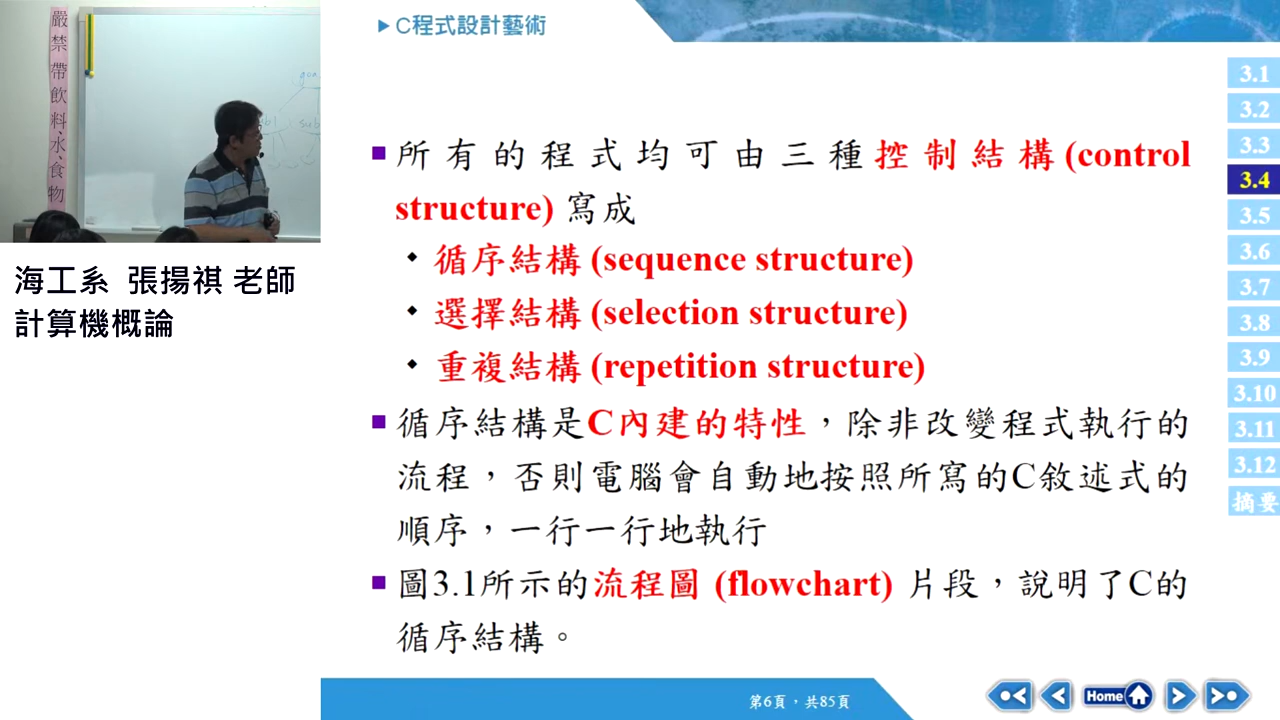 嚴禁帶飲料、水、食物
C程式設計藝術
所有的程式均可由三種控制結構(control
structure) 寫成
循序結構 (sequence structure)
選擇結構 (selection structure)
重複結構 (repetition structure)
循序結構是C內建的特性，除非改變程式執行的
流程，否則電腦會自動地按照所寫的C敘述式的
順序，一行一行地執行
圖3.1所示的流程圖 (flowchart) 片段，說明了C的
循序結構。
3.1
3.2
3.3
3.4
3.5
3.6
3.7
3.8
3.9
3.10
3.11
3.12
摘要
海工系 張揚祺 老師
計算機概論
第6頁，共85頁
Home